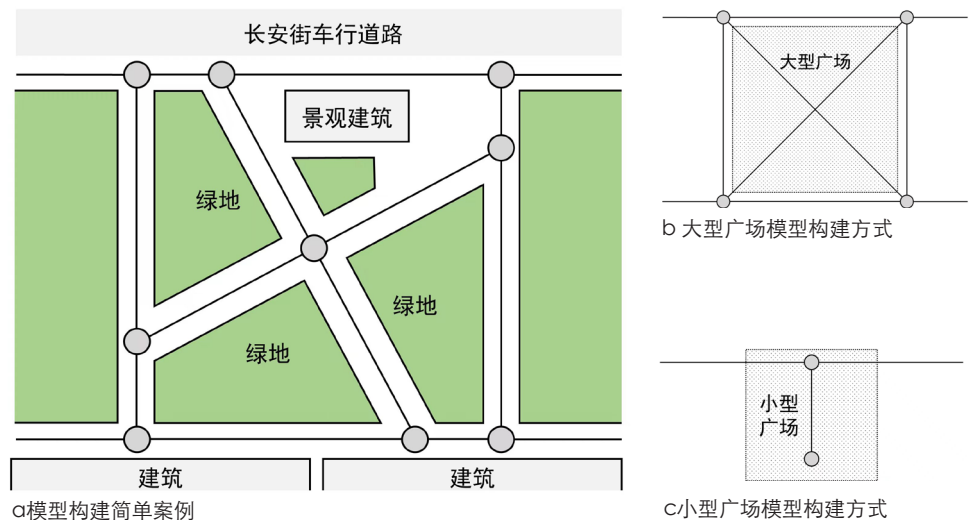 长安街车行道路
景观建筑
绿地
绿地
绿地
建筑
建筑
a模型构建简单案例
大型广场
b 大型广场模型构建方式
小型
广场
c小型广场模型构建方式